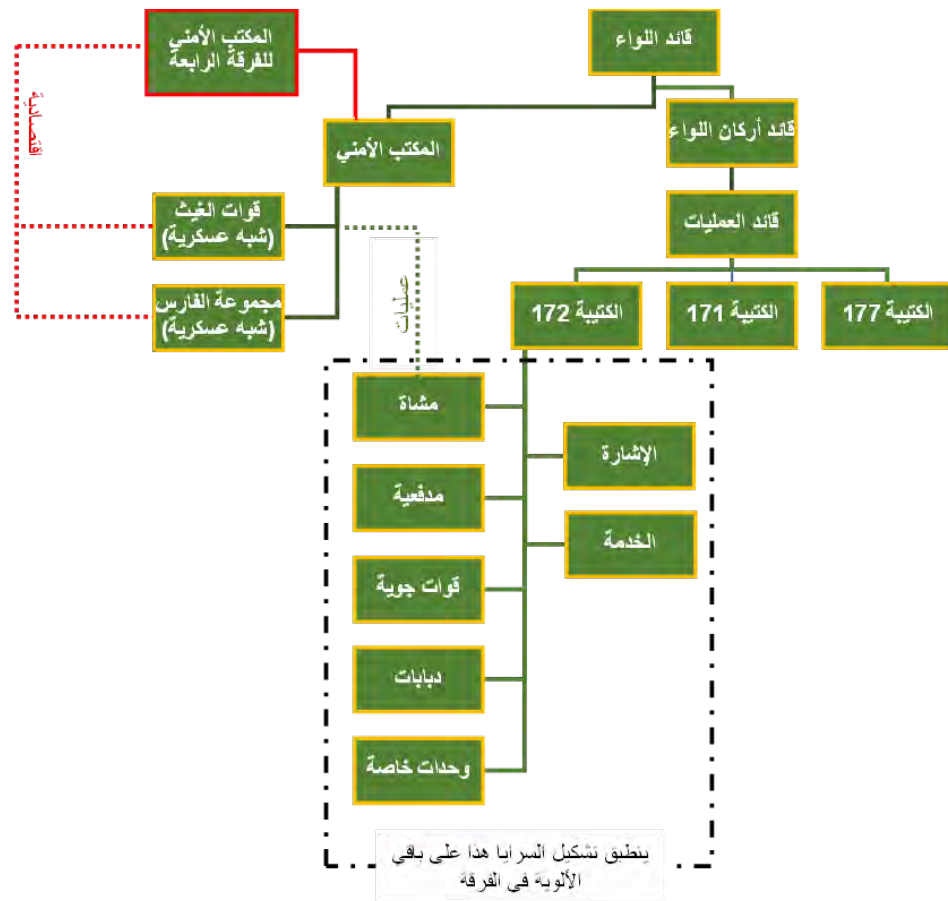 قائد اللواء
المكتب الأمني
للفرقة الرابعة
قائد أركان اللواء
المكتب الأمني
اقتصادية
قوات الغيث
(شبه عسكرية)
قائد العمليات
عمليات
مجموعة الفارس
(شبه عسكرية)
الكتيبة 177
الكتيبة 171
الكتيبة 172
مشاة
الإشارة
مدفعية
الخدمة
قوات جوية
دبابات
وحدات خاصة
ينطبق تشكيل السرايا هذا على باقي
الألوية في الفرقة